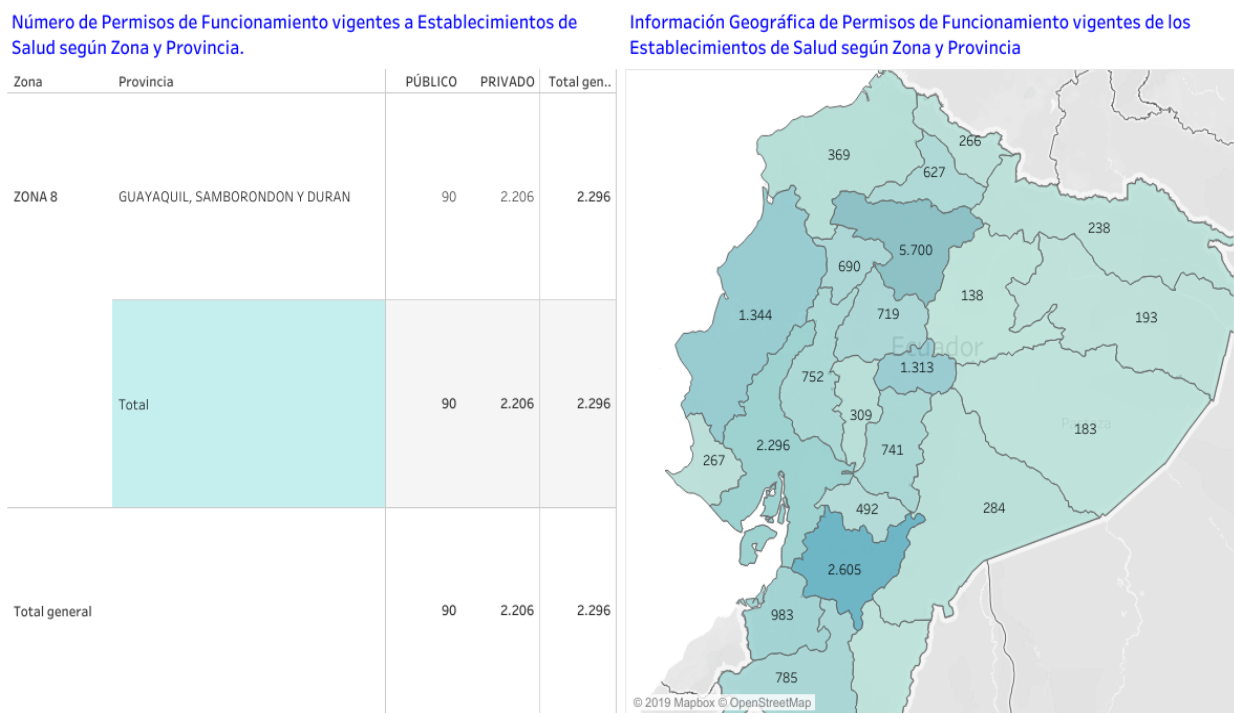 Número de Permisos de Funcionamiento vigentes a Establecimientos de
Salud según Zona y Provincia.
Zona Provincia PÚBLICO PRIVADO Total gen..
ZONA 8 GUAYAQUIL, SAMBORONDON Y DURAN 90 2.206 2.296
Total 90 2.206 2.296
Total general 90 2.206 2.296
Información Geográfica de Permisos de Funcionamiento vigentes de los
Establecimientos de Salud según Zona y Provincia
266
369
627
238
5.700
690
138
1.344
719
193
Ecuador
1.313
752
309
183
2.296
741
267
492
284
2.605
983
785
© 2019 Mapbox © OpenStreetMap